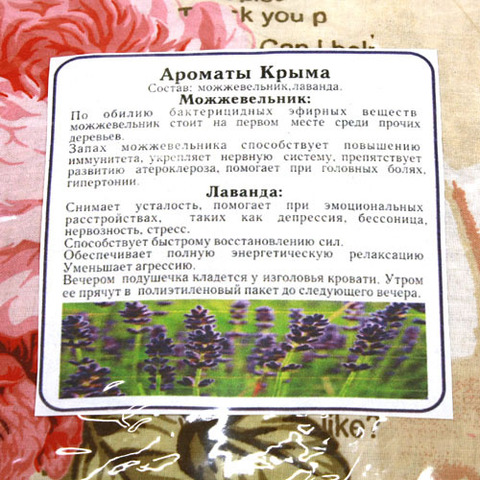 k you p
Can I
Ароматы Крыма
Состав: можжевельник,лаванда.
Можжевельник:
По обилию бактерицидных эфирных веществ
можжевельник стоит на первом месте среди прочих
деревьев.
Запах можжевельника способствует повышению
иммунитета, укрепляет нервную систему, препятствует
развитию атероклероза, помогает при головных болях,
гипертонии.
Лаванда:
Снимает усталость, помогает при эмоциональных
расстройствах, таких как депрессия, бессоница,
нервозность, стресс.
Способствует быстрому восстановлению сил.
Обеспечивает полную энергетическую релаксацию
Уменьшает агрессию.
Вечером подушечка кладется у изголовья кровати. Утром
ее прячут в полиэтиленовый пакет до следующего вечера.
like?